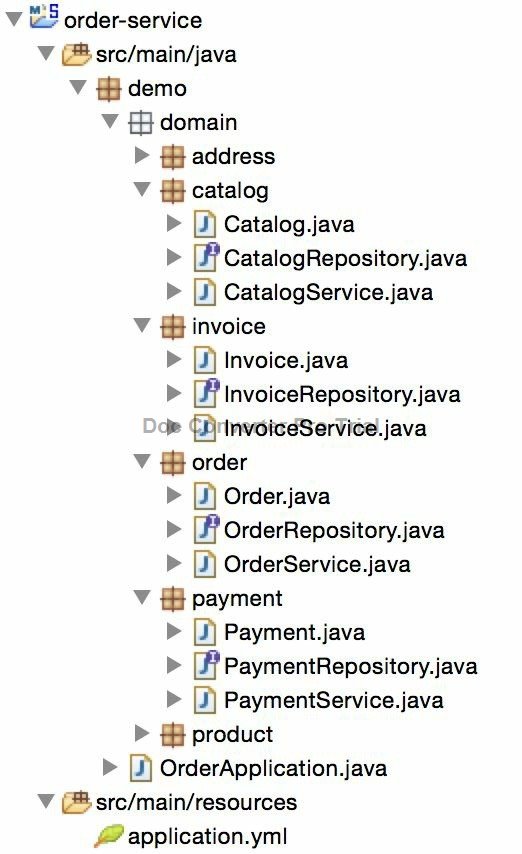 order-service
src/main/java
demo
domain
address
catalog
Catalog.java
CatalogRepository.java
CatalogService.java
invoice
Invoice.java
InvoiceRepository.java
Doc Converter Pro Trial
InvoiceService.java
order
Order.java
OrderRepository.java
OrderService.java
payment
Payment.java
PaymentRepository.java
PaymentService.java
product
OrderApplication.java
src/main/resources
application.yml